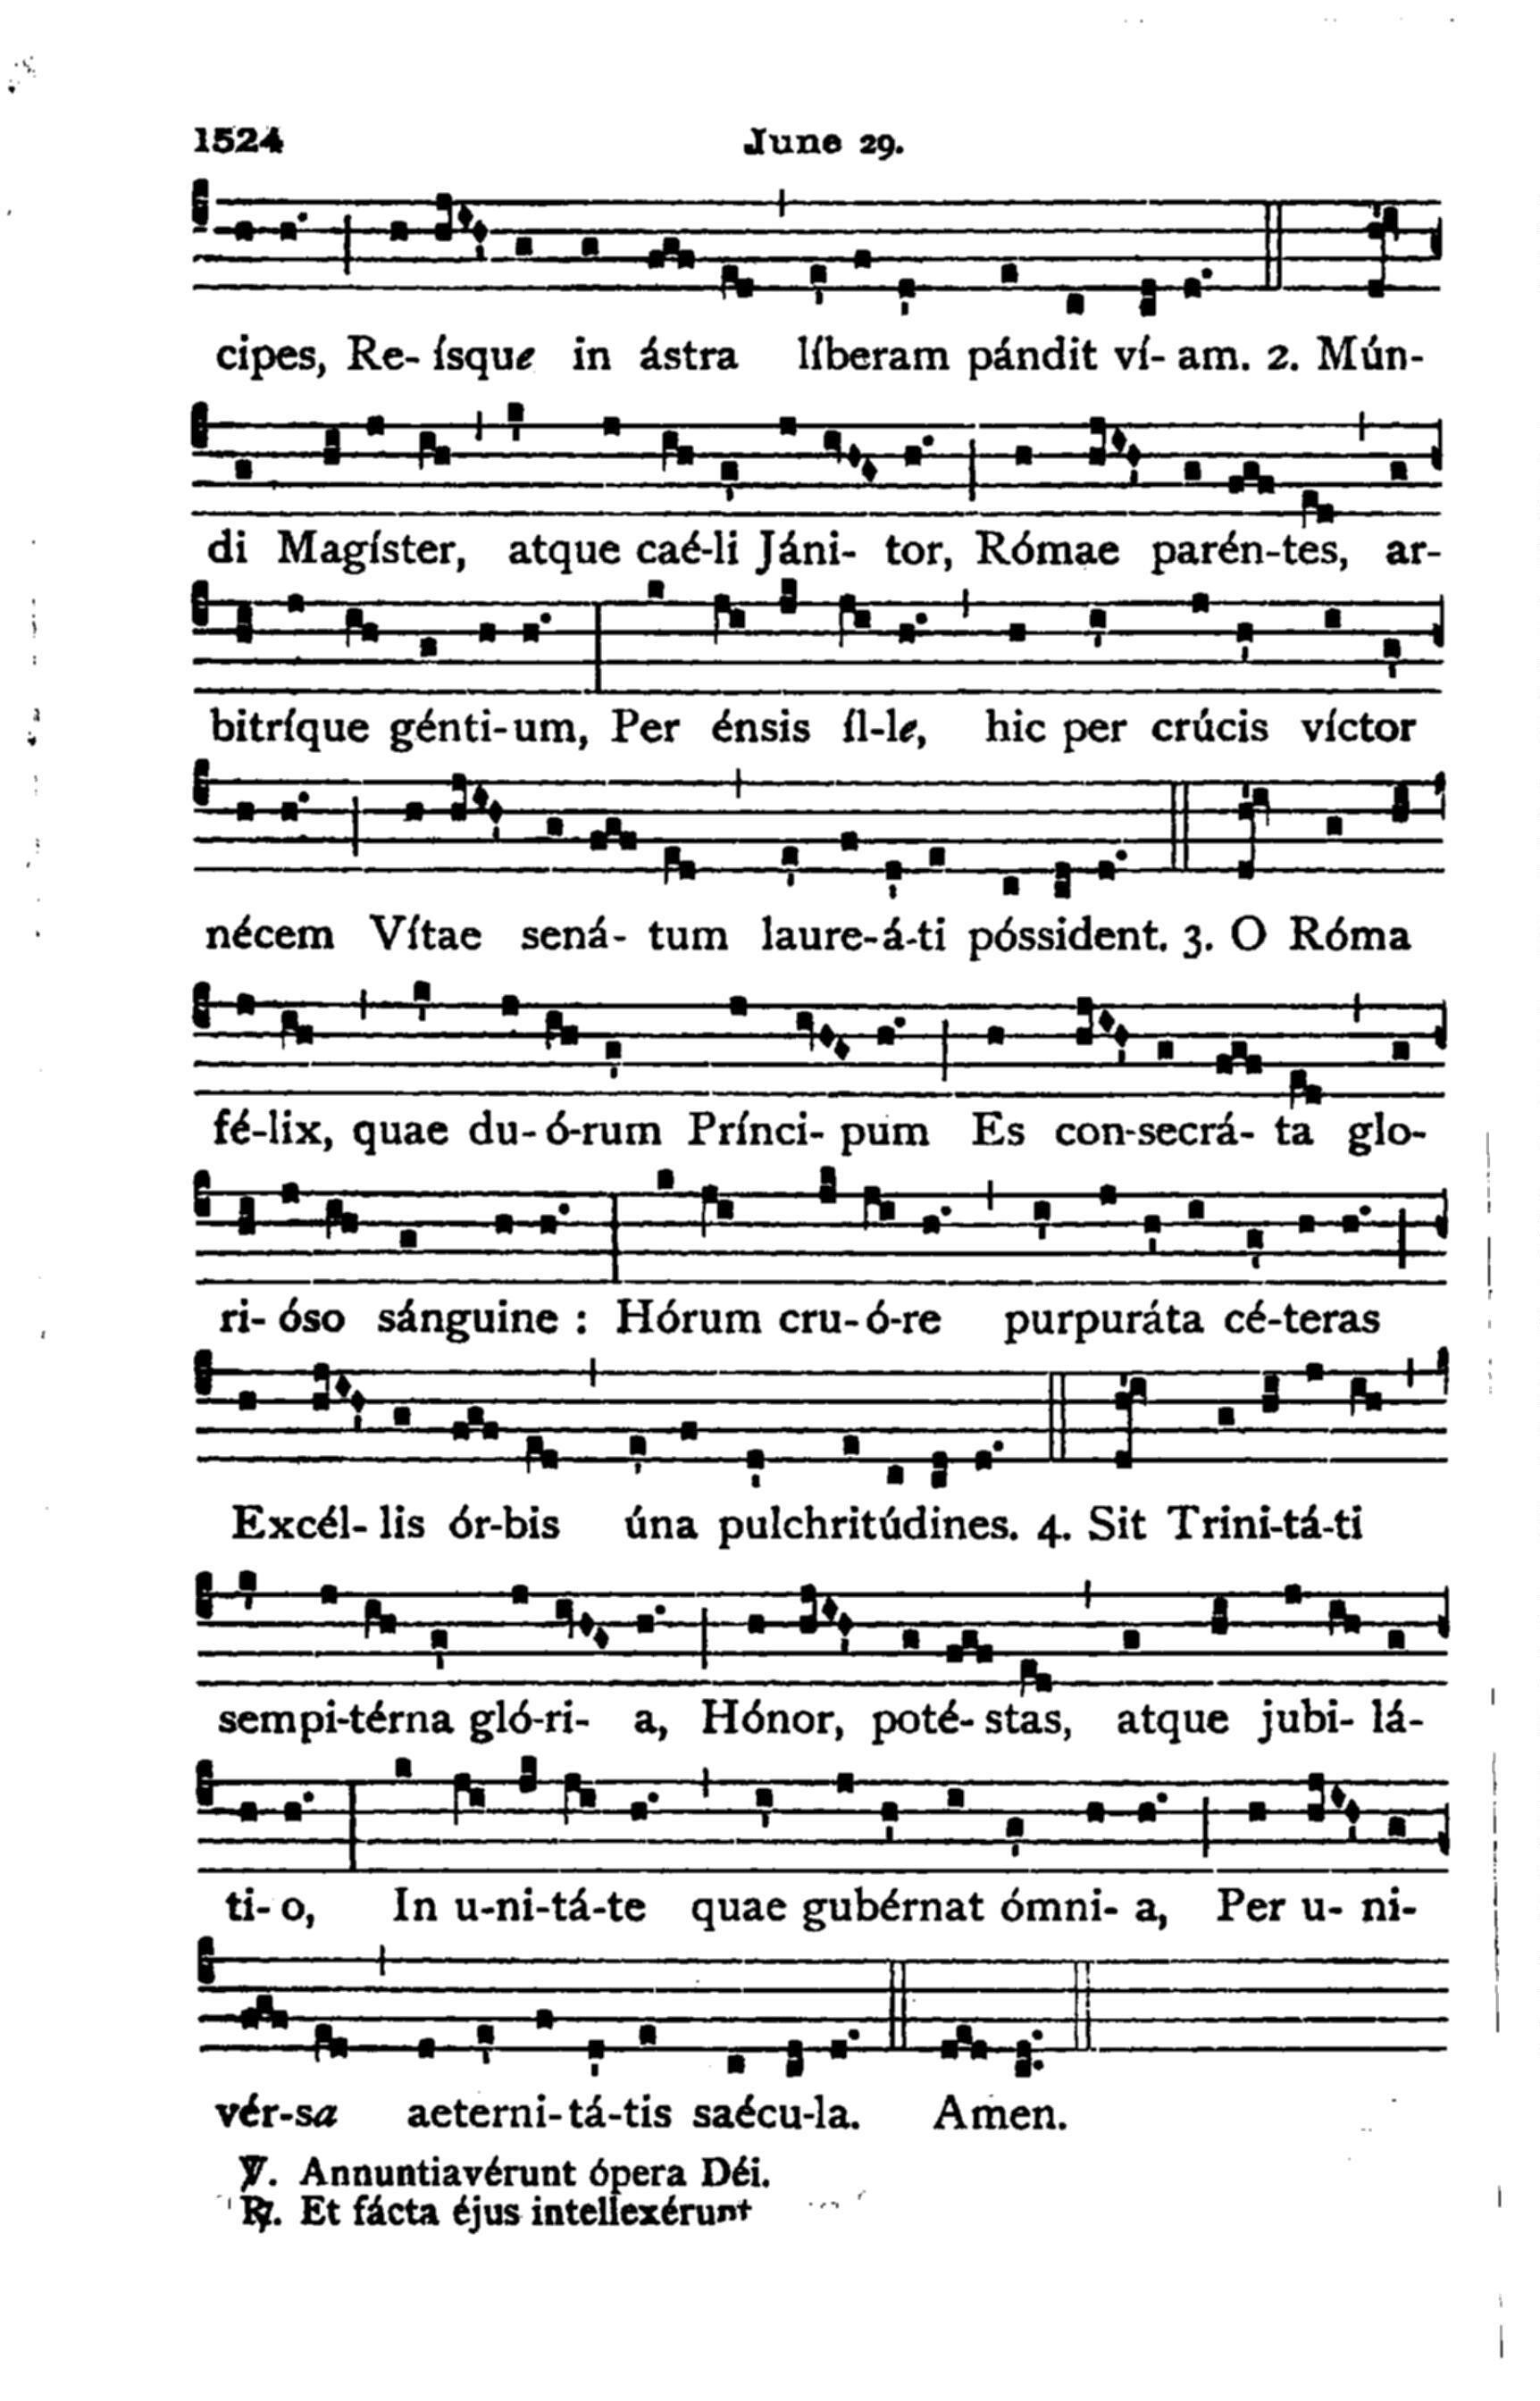 1524 June 29.
cipes, Re- ísque in ástra líberam pándit ví- am. 2. Mún-
di Magíster, atque caé-li Jáni- tor, Rómae parén-tes, ar-
bitríque génti-um, Per énsis íl-le, hic per crúcis víctor
nécem Vítae sená- tum laure-á-ti póssident. 3. O Róma
fé-lix, quae du-ó-rum Prínci- pum Es con-secrá- ta glo-
ri- óso sánguine : Hórum cru-ó-re purpuráta cé-teras
Excél- lis ór-bis úna pulchritúdines. 4. Sit Trini-tá-ti
sempi-térna gló-ri- a, Hónor, poté- stas, atque jubi- lá-
ti- o, In u-ni-tá-te quae gubérnat ómni- a, Per u- ni-
vér-sa aeterni-tá-tis saécu-la. Amen.
℣. Annuntiavérunt ópera Déi.
℟. Et fácta éjus intellexérunt